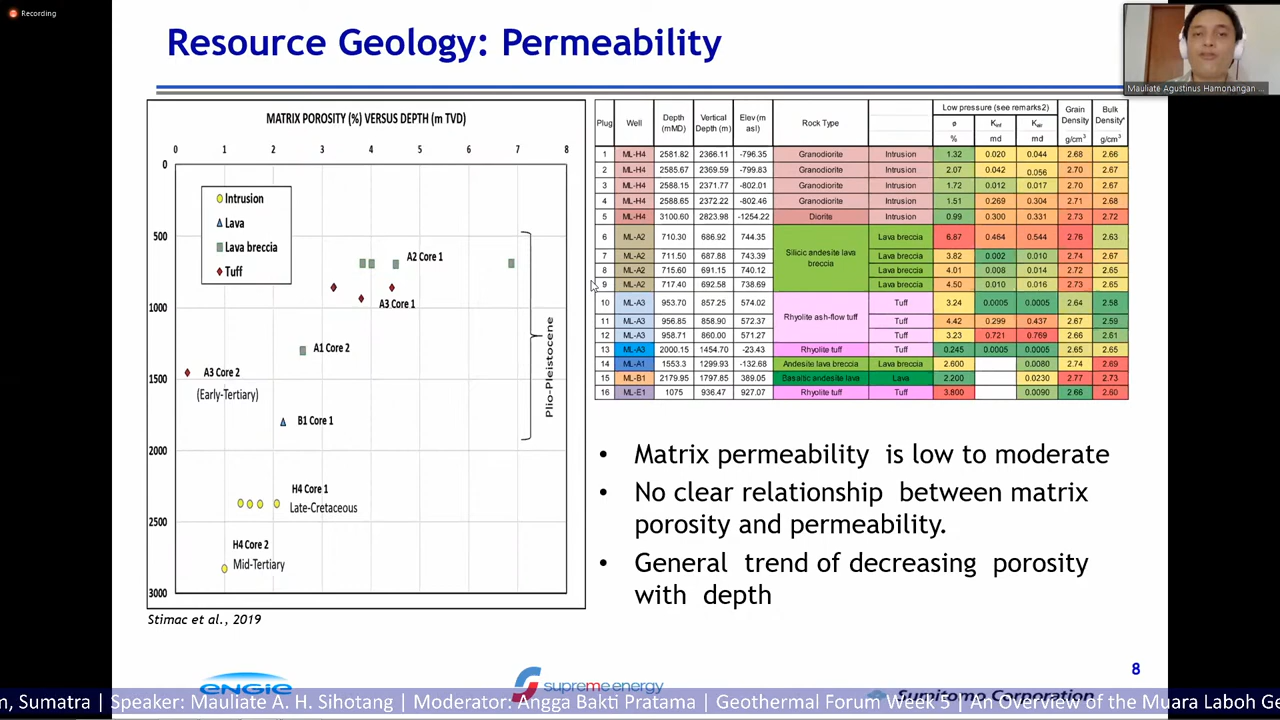 Recording
Resource Geology: Permeability
Mauliate Agustinus Hamonangan ...
MATRIX POROSITY (%) VERSUS DEPTH (m TVD)
0 1 2 3 4 5 6 7 8
0
500
1000
1500
2000
2500
3000
Intrusion
Lava
Lava breccia
Tuff
A2 Core 1
A3 Core 1
A1 Core 2
A3 Core 2
(Early-Tertiary)
B1 Core 1
H4 Core 1
Late-Cretaceous
H4 Core 2
Mid-Tertiary
Plio-Pleistocene
Stimac et al., 2019
Plug Well Depth (mMD) Vertical Depth (m) Elev(m asl) Rock Type Low pressure (see remarks2) Grain Density Bulk Density*
ø K_inf K_air
% md md g/cm³ g/cm³
1 ML-H4 2581.82 2366.11 -796.35 Granodiorite Intrusion 1.32 0.020 0.044 2.68 2.66
2 ML-H4 2585.67 2369.59 -799.83 Granodiorite Intrusion 2.07 0.042 0.056 2.70 2.67
3 ML-H4 2588.15 2371.77 -802.01 Granodiorite Intrusion 1.72 0.012 0.017 2.70 2.67
4 ML-H4 2588.65 2372.22 -802.46 Granodiorite Intrusion 1.51 0.269 0.304 2.71 2.68
5 ML-H4 3100.60 2823.98 -1254.22 Diorite Intrusion 0.99 0.300 0.331 2.73 2.72
6 ML-A2 710.30 686.92 744.35 Silicic andesite lava breccia Lava breccia 6.87 0.464 0.544 2.76 2.63
7 ML-A2 711.50 687.88 743.39 Lava breccia 3.82 0.002 0.010 2.74 2.67
8 ML-A2 715.60 691.15 740.12 Lava breccia 4.01 0.008 0.014 2.72 2.65
9 ML-A2 717.40 692.58 738.69 Lava breccia 4.50 0.010 0.016 2.73 2.65
10 ML-A3 953.70 857.25 574.02 Rhyolite ash-flow tuff Tuff 3.24 0.0005 0.0005 2.64 2.58
11 ML-A3 956.85 858.90 572.37 Tuff 4.42 0.299 0.437 2.67 2.59
12 ML-A3 958.71 860.00 571.27 Tuff 3.23 0.721 0.769 2.66 2.61
13 ML-A3 2000.15 1454.70 -23.43 Rhyolite tuff Tuff 0.245 0.0005 0.0005 2.65 2.65
14 ML-A1 1553.3 1299.93 -132.68 Andesite lava breccia Lava breccia 2.600 0.0080 2.74 2.69
15 ML-B1 2179.95 1797.85 389.05 Basaltic andesite lava Lava 2.200 0.0230 2.77 2.73
16 ML-E1 1075 936.47 927.07 Rhyolite tuff Tuff 3.800 0.0090 2.66 2.60
• Matrix permeability is low to moderate
• No clear relationship between matrix
porosity and permeability.
• General trend of decreasing porosity
with depth
8
ENGIE
supreme energy
Sumitomo Corporation
n, Sumatra | Speaker: Mauliate A. H. Sihotang | Moderator: Angga Bakti Pratama | Geothermal Forum Week 5 | An Overview of the Muara Laboh Ge